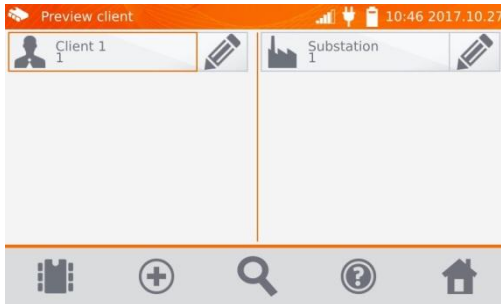 Preview client
10:46 2017.10.27
Client 1
1
Substation
1